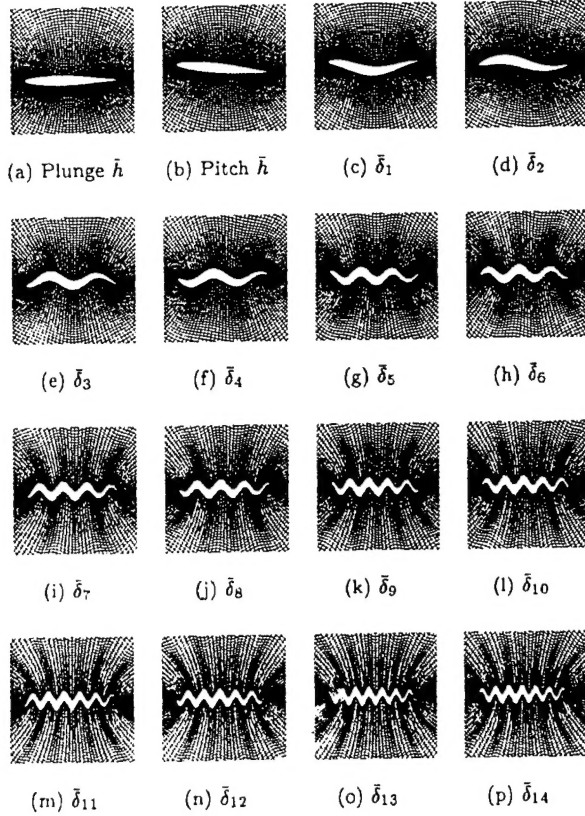 (a) Plunge h̄ (b) Pitch h̄ (c) δ̄₁ (d) δ̄₂
(e) δ̄₃ (f) δ̄₄ (g) δ̄₅ (h) δ̄₆
(i) δ̄₇ (j) δ̄₈ (k) δ̄₉ (l) δ̄₁₀
(m) δ̄₁₁ (n) δ̄₁₂ (o) δ̄₁₃ (p) δ̄₁₄